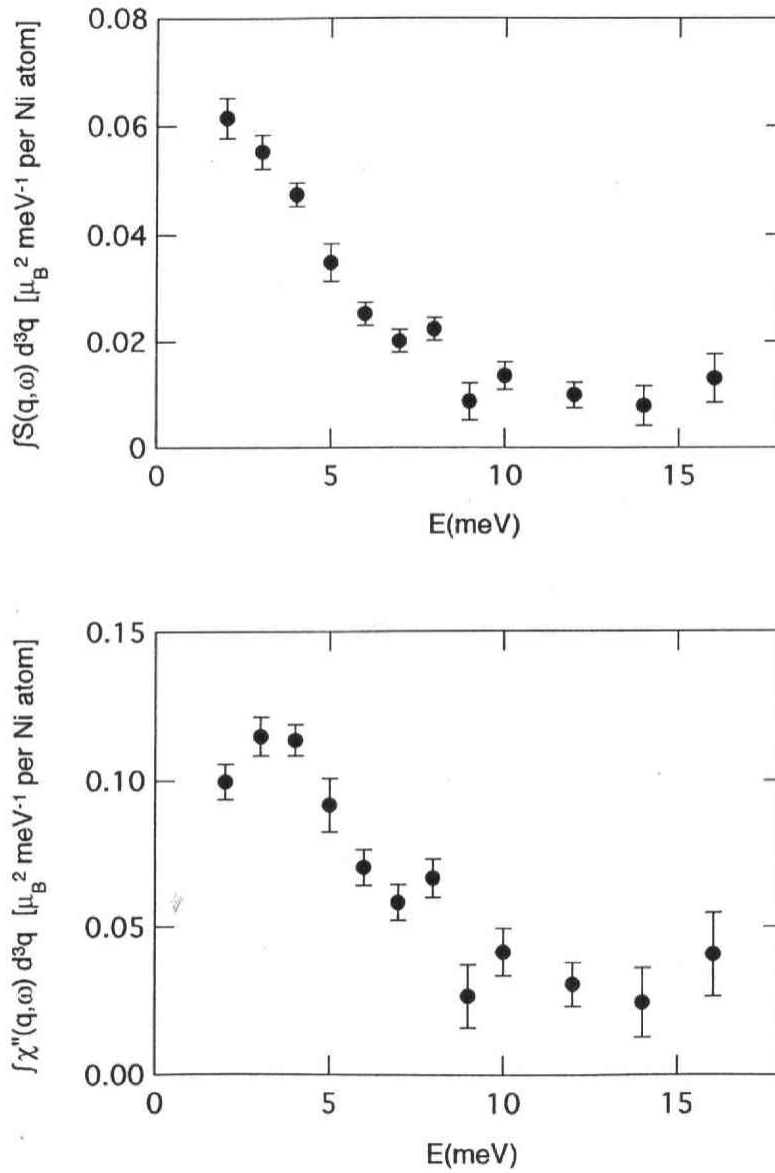 0.08
0.06
0.04
0.02
0
∫S(q,ω) d³q [μB² meV⁻¹ per Ni atom]
0 5 10 15
E(meV)
0.15
0.10
0.05
0.00
∫χ"(q,ω) d³q [μB² meV⁻¹ per Ni atom]
0 5 10 15
E(meV)